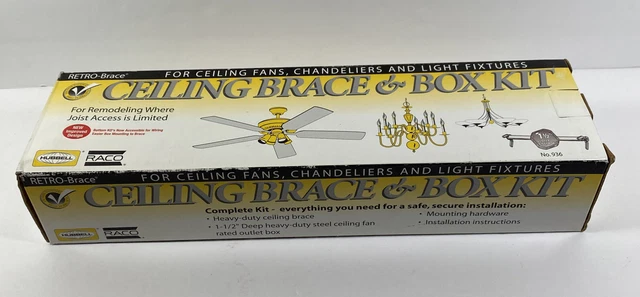 RETRO-Brace®
FOR CEILING FANS, CHANDELIERS AND LIGHT FIXTURES
CEILING BRACE & BOX KIT
For Remodeling Where
Joist Access is Limited
NEW
Improved
Design
HUBBELL
RACO
No. 936
RETRO-Brace®
FOR CEILING FANS, CHANDELIERS AND LIGHT FIXTURES
CEILING BRACE & BOX KIT
Complete Kit - everything you need for a safe, secure installation:
• Heavy-duty ceiling brace
• 1-1/2" Deep heavy-duty steel ceiling fan
rated outlet box
• Mounting hardware
• Installation instructions
HUBBELL
RACO